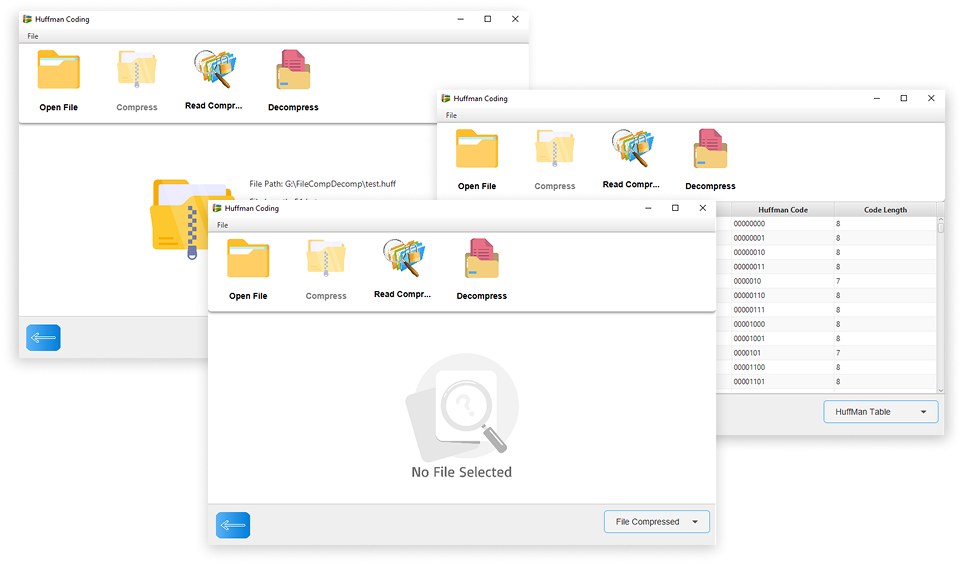 Huffman Coding
File
Open File
Compress
Read Compr...
Decompress
File Path: G:\FileCompDecomp\test.huff
Huffman Coding
File
Open File
Compress
Read Compr...
Decompress
Huffman Code Code Length
00000000 8
00000001 8
00000010 8
00000011 8
0000010 7
00000110 8
00000111 8
00001000 8
00001001 8
0000101 7
00001100 8
00001101 8
HuffMan Table
Huffman Coding
File
Open File
Compress
Read Compr...
Decompress
?
No File Selected
File Compressed